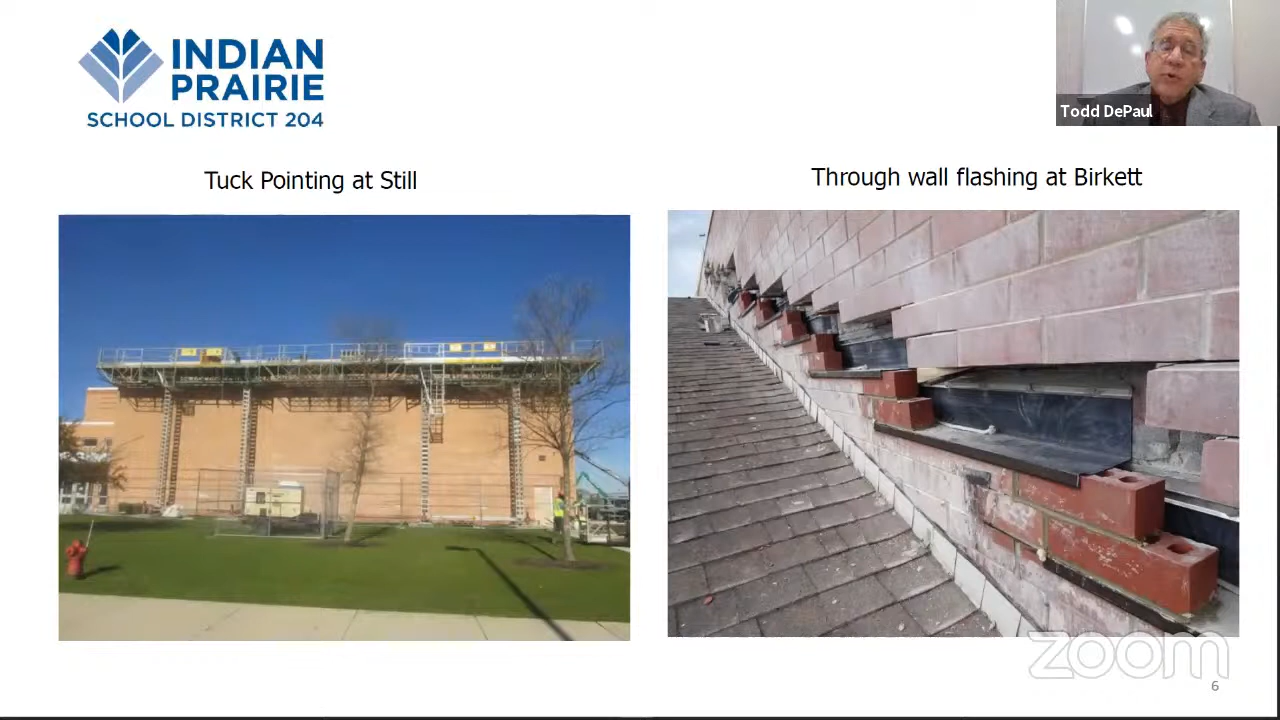 INDIAN
PRAIRIE
SCHOOL DISTRICT 204
Todd DePaul
Tuck Pointing at Still
Through wall flashing at Birkett
zoom
6